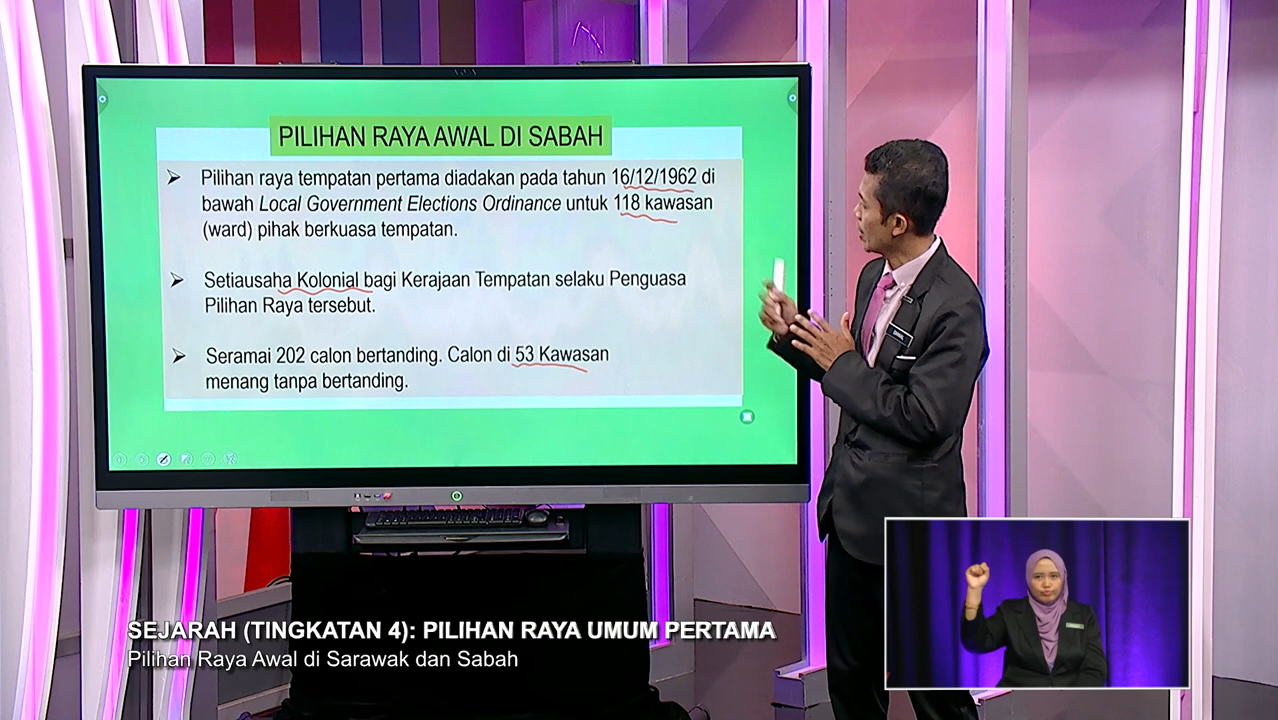 PILIHAN RAYA AWAL DI SABAH
Pilihan raya tempatan pertama diadakan pada tahun 16/12/1962 di
bawah Local Government Elections Ordinance untuk 118 kawasan
(ward) pihak berkuasa tempatan.
Setiausaha Kolonial bagi Kerajaan Tempatan selaku Penguasa
Pilihan Raya tersebut.
Seramai 202 calon bertanding. Calon di 53 Kawasan
menang tanpa bertanding.
SEJARAH (TINGKATAN 4): PILIHAN RAYA UMUM PERTAMA
Pilihan Raya Awal di Sarawak dan Sabah